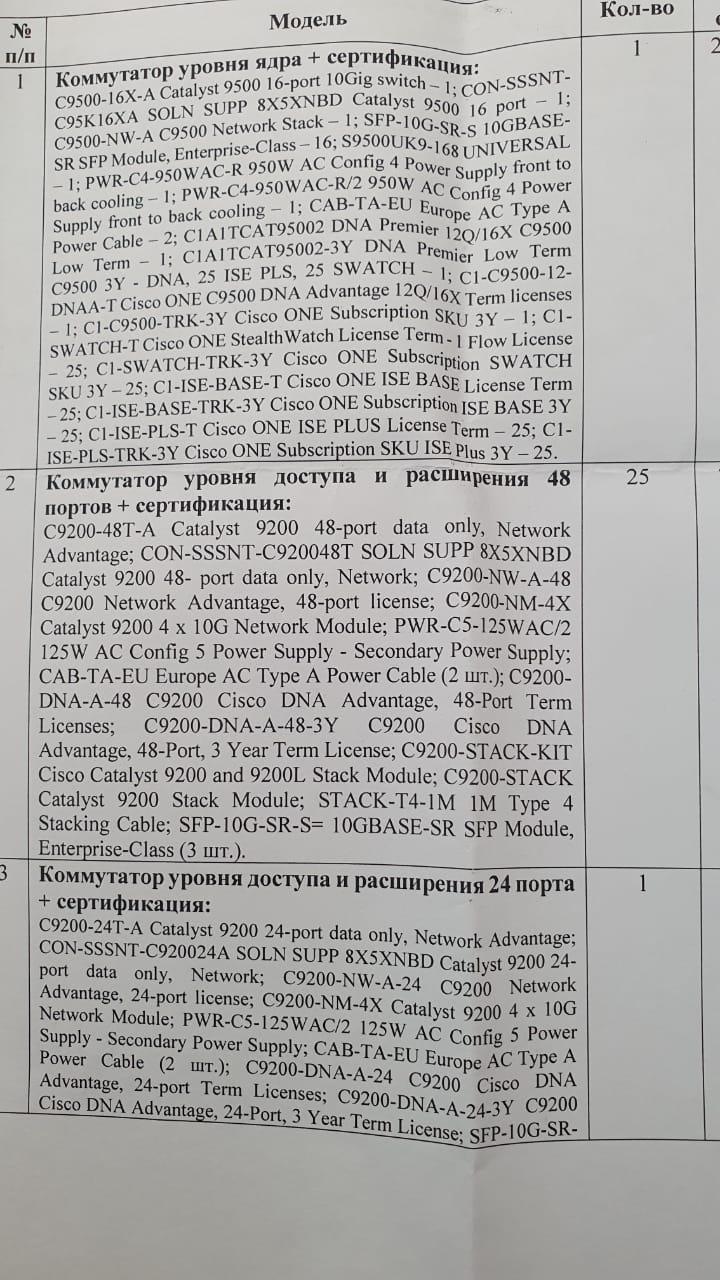 № п/п
Модель
Кол-во
1
Коммутатор уровня ядра + сертификация:
1
2
C9500-16X-A Catalyst 9500 16-port 10Gig switch – 1; CON-SSSNT-
C95K16XA SOLN SUPP 8X5XNBD Catalyst 9500 16 port – 1;
C9500-NW-A C9500 Network Stack – 1; SFP-10G-SR-S 10GBASE-
SR SFP Module, Enterprise-Class – 16; S9500UK9-168 UNIVERSAL
– 1; PWR-C4-950WAC-R 950W AC Config 4 Power Supply front to
back cooling – 1; PWR-C4-950WAC-R/2 950W AC Config 4 Power
Supply front to back cooling – 1; CAB-TA-EU Europe AC Type A
Power Cable – 2; C1A1TCAT95002 DNA Premier 12Q/16X C9500
Low Term – 1; C1A1TCAT95002-3Y DNA Premier Low Term
C9500 3Y - DNA, 25 ISE PLS, 25 SWATCH – 1; C1-C9500-12-
DNAA-T Cisco ONE C9500 DNA Advantage 12Q/16X Term licenses
– 1; C1-C9500-TRK-3Y Cisco ONE Subscription SKU 3Y – 1; C1-
SWATCH-T Cisco ONE StealthWatch License Term - 1 Flow License
– 25; C1-SWATCH-TRK-3Y Cisco ONE Subscription SWATCH
SKU 3Y – 25; C1-ISE-BASE-T Cisco ONE ISE BASE License Term
– 25; C1-ISE-BASE-TRK-3Y Cisco ONE Subscription ISE BASE 3Y
– 25; C1-ISE-PLS-T Cisco ONE ISE PLUS License Term – 25; C1-
ISE-PLS-TRK-3Y Cisco ONE Subscription SKU ISE Plus 3Y – 25.
2
Коммутатор уровня доступа и расширения 48
25
портов + сертификация:
C9200-48T-A Catalyst 9200 48-port data only, Network
Advantage; CON-SSSNT-C920048T SOLN SUPP 8X5XNBD
Catalyst 9200 48- port data only, Network; C9200-NW-A-48
C9200 Network Advantage, 48-port license; C9200-NM-4X
Catalyst 9200 4 x 10G Network Module; PWR-C5-125WAC/2
125W AC Config 5 Power Supply - Secondary Power Supply;
CAB-TA-EU Europe AC Type A Power Cable (2 шт.); C9200-
DNA-A-48 C9200 Cisco DNA Advantage, 48-Port Term
Licenses; C9200-DNA-A-48-3Y C9200 Cisco DNA
Advantage, 48-Port, 3 Year Term License; C9200-STACK-KIT
Cisco Catalyst 9200 and 9200L Stack Module; C9200-STACK
Catalyst 9200 Stack Module; STACK-T4-1M 1M Type 4
Stacking Cable; SFP-10G-SR-S= 10GBASE-SR SFP Module,
Enterprise-Class (3 шт.).
3
Коммутатор уровня доступа и расширения 24 порта
1
+ сертификация:
C9200-24T-A Catalyst 9200 24-port data only, Network Advantage;
CON-SSSNT-C920024A SOLN SUPP 8X5XNBD Catalyst 9200 24-
port data only, Network; C9200-NW-A-24 C9200 Network
Advantage, 24-port license; C9200-NM-4X Catalyst 9200 4 x 10G
Network Module; PWR-C5-125WAC/2 125W AC Config 5 Power
Supply - Secondary Power Supply; CAB-TA-EU Europe AC Type A
Power Cable (2 шт.); C9200-DNA-A-24 C9200 Cisco DNA
Advantage, 24-port Term Licenses; C9200-DNA-A-24-3Y C9200
Cisco DNA Advantage, 24-Port, 3 Year Term License; SFP-10G-SR-